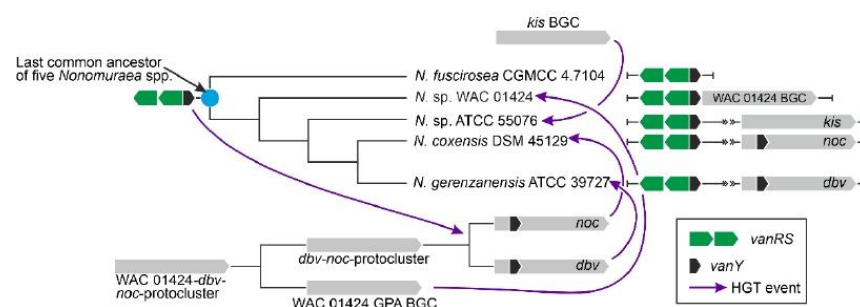 kis BGC
Last common ancestor
of five Nonomuraea spp.
N. fuscirosea CGMCC 4.7104
N. sp. WAC 01424
WAC 01424 BGC
N. sp. ATCC 55076
kis
N. coxensis DSM 45129
noc
N. gerenzanensis ATCC 39727
dbv
noc
dbv-noc-protocluster
dbv
WAC 01424-dbv-
noc-protocluster
WAC 01424 GPA BGC
vanRS
vanY
HGT event